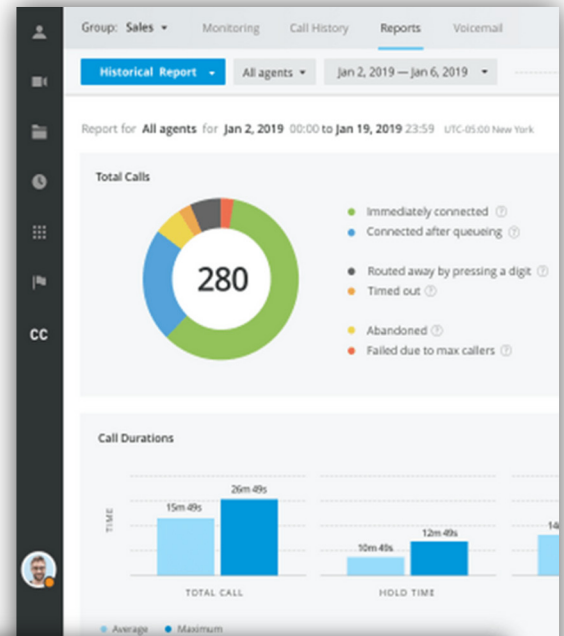 Group: Sales Monitoring Call History Reports Voicemail
Historical Report All agents Jan 2, 2019 — Jan 6, 2019
Report for All agents for Jan 2, 2019 00:00 to Jan 19, 2019 23:59 UTC-05:00 New York
Total Calls
280
Immediately connected ?
Connected after queueing ?
Routed away by pressing a digit ?
Timed out ?
Abandoned ?
Failed due to max callers ?
CC
Call Durations
TIME
15m 49s
26m 49s
10m 49s
12m 49s
TOTAL CALL
HOLD TIME
Average Maximum